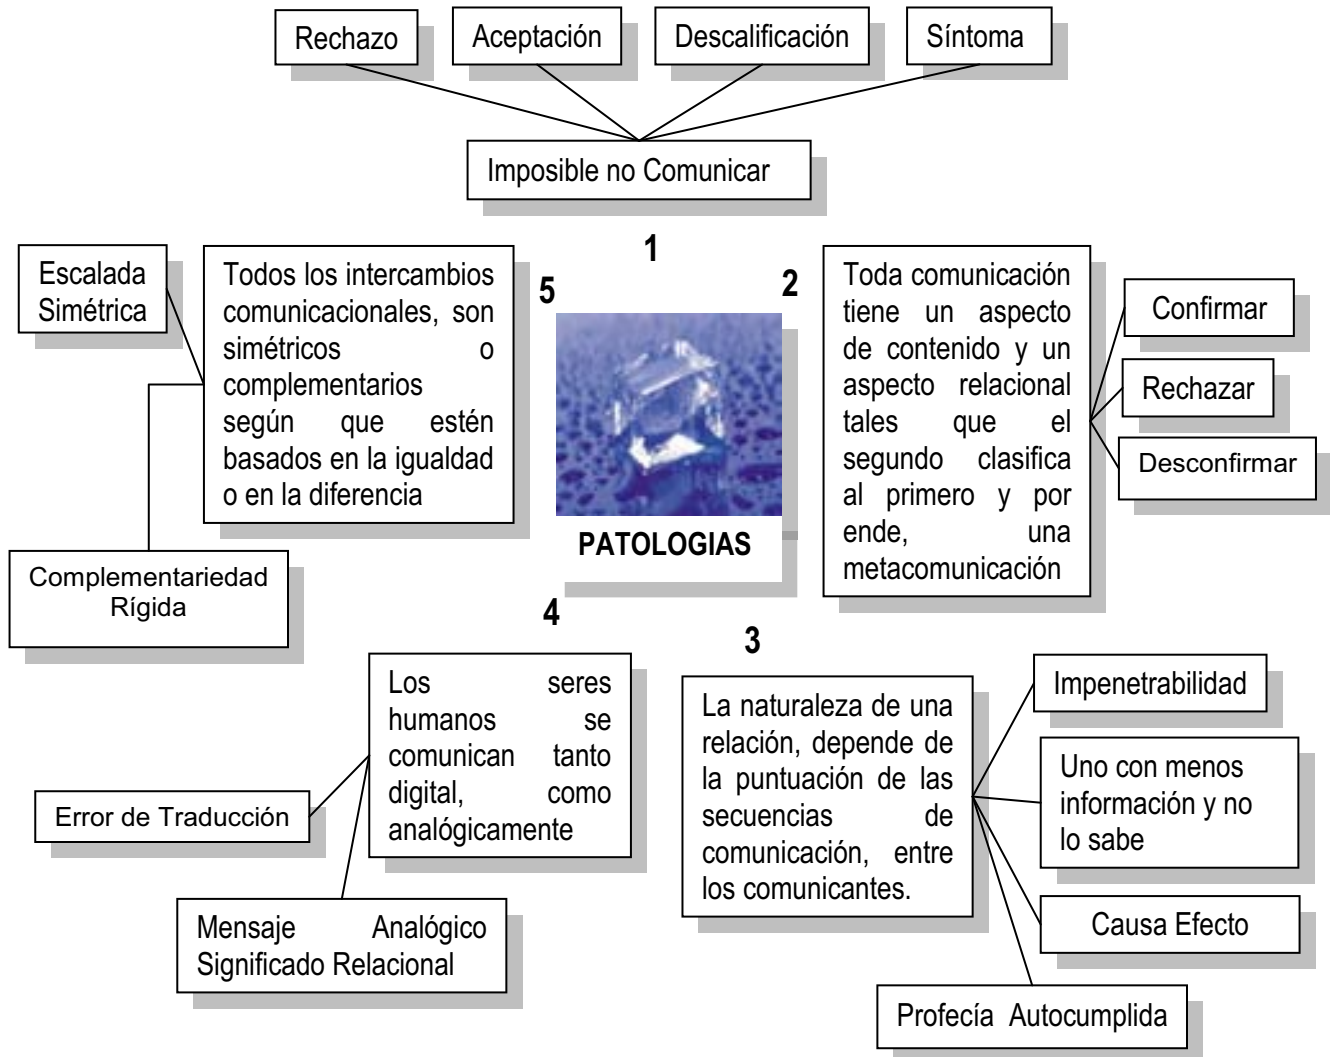 Rechazo
Aceptación
Descalificación
Síntoma
Imposible no Comunicar
1
Escalada
Simétrica
Todos los intercambios
comunicacionales, son
simétricos o
complementarios
según que estén
basados en la igualdad
o en la diferencia
Complementariedad
Rígida
5
2
PATOLOGIAS
Toda comunicación
tiene un aspecto
de contenido y un
aspecto relacional
tales que el
segundo clasifica
al primero y por
ende, una
metacomunicación
Confirmar
Rechazar
Desconfirmar
4
3
Los seres
humanos se
comunican tanto
digital, como
analógicamente
Error de Traducción
Mensaje Analógico
Significado Relacional
La naturaleza de una
relación, depende de
la puntuación de las
secuencias de
comunicación, entre
los comunicantes.
Impenetrabilidad
Uno con menos
información y no
lo sabe
Causa Efecto
Profecía Autocumplida